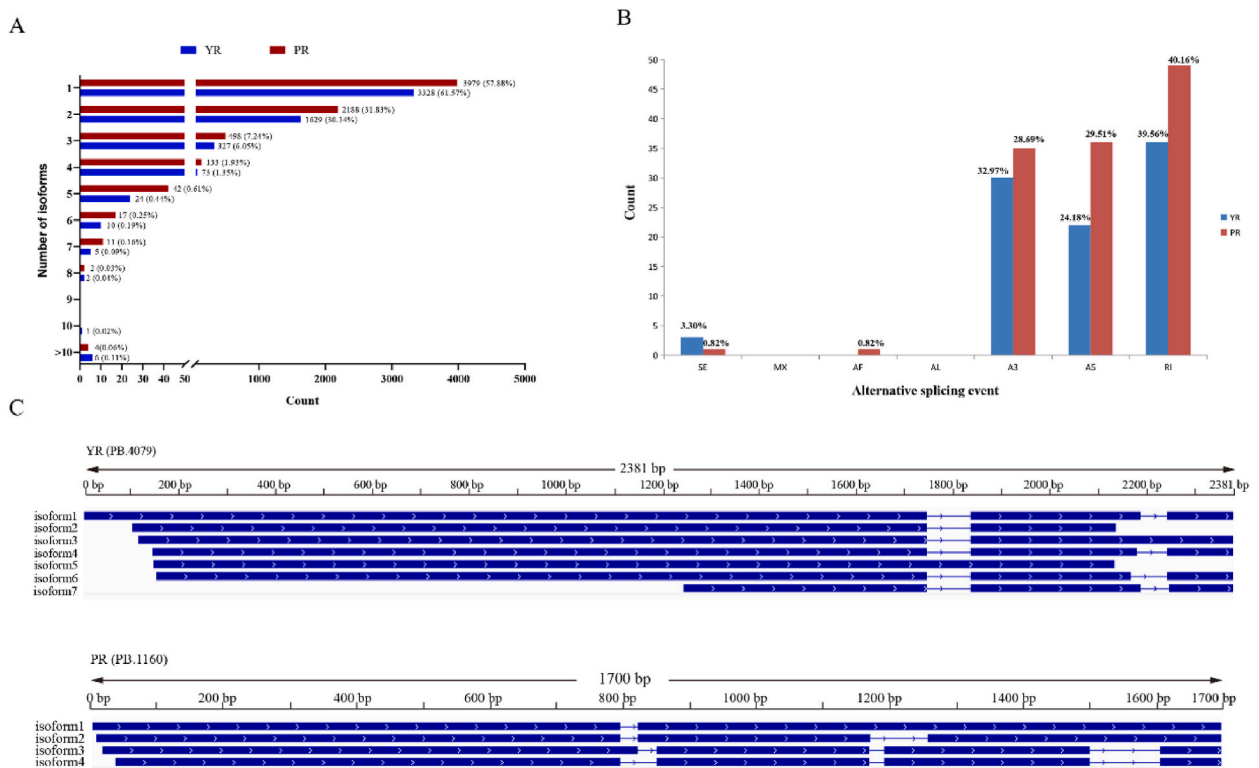 A
YR PR
Number of isoforms
1
3979 (57.88%)
3328 (61.57%)
2
2188 (31.83%)
1629 (30.14%)
3
498 (7.24%)
327 (6.05%)
4
133 (1.93%)
73 (1.35%)
5
42 (0.61%)
24 (0.44%)
6
17 (0.25%)
10 (0.19%)
7
11 (0.16%)
5 (0.09%)
8
2 (0.03%)
2 (0.04%)
9
10
1 (0.02%)
>10
4(0.06%)
6 (0.11%)
0 10 20 30 40 50 1000 2000 3000 4000 5000
Count
B
Count
50
45
40
35
30
25
20
15
10
5
0
3.30%
0.82%
0.82%
32.97%
28.69%
24.18%
29.51%
39.56%
40.16%
SE MX AF AL A3 A5 RI
Alternative splicing event
YR
PR
C
YR (PB.4079)
2381 bp
0 bp 200 bp 400 bp 600 bp 800 bp 1000 bp 1200 bp 1400 bp 1600 bp 1800 bp 2000 bp 2200 bp 2381 bp
isoform1
isoform2
isoform3
isoform4
isoform5
isoform6
isoform7
PR (PB.1160)
1700 bp
0 bp 200 bp 400 bp 600 bp 800 bp 1000 bp 1200 bp 1400 bp 1600 bp 1700 bp
isoform1
isoform2
isoform3
isoform4